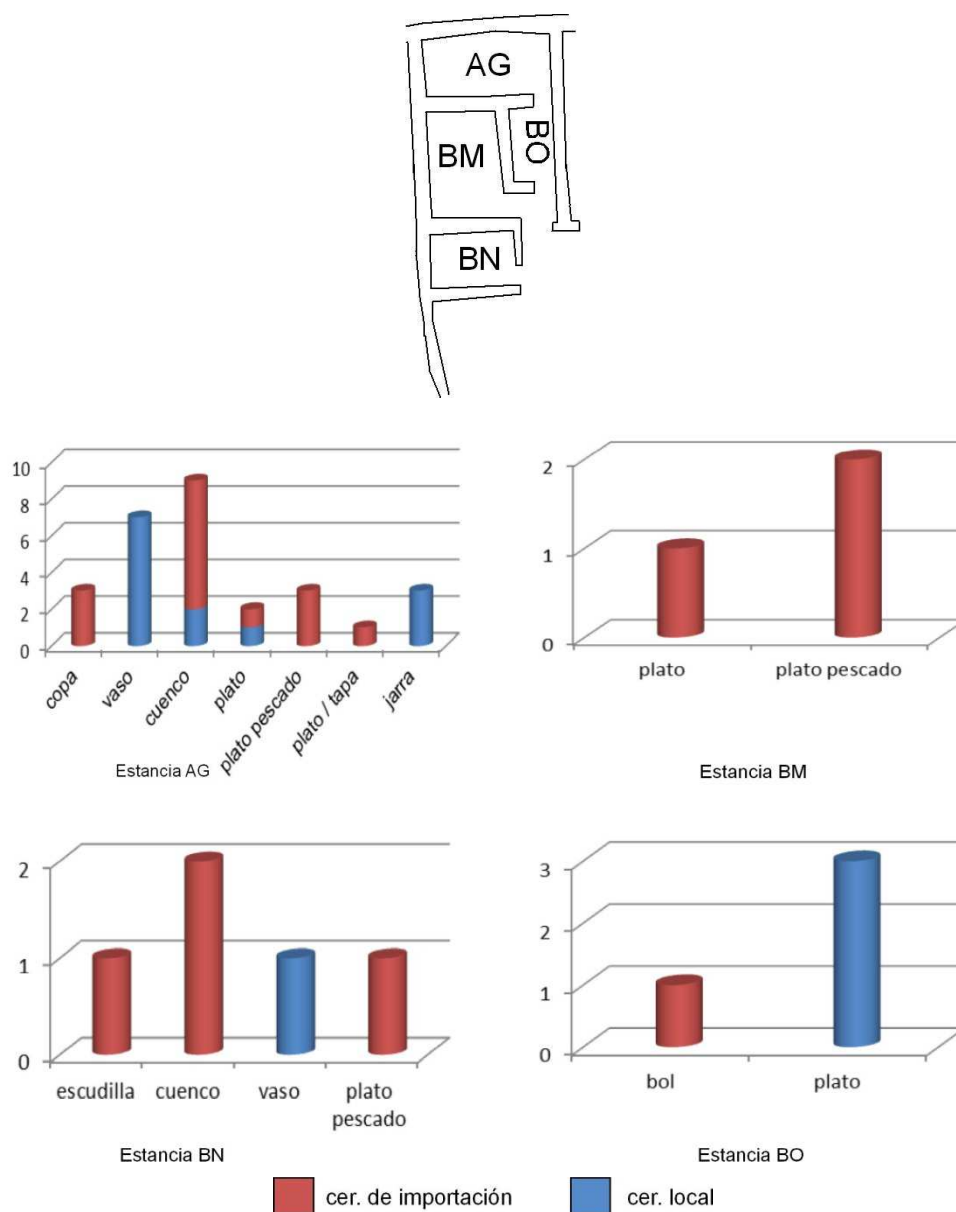 AG
BM
BO
BN
10
8
6
4
2
0
copa
vaso
cuenco
plato
plato pescado
plato / tapa
jarra
Estancia AG
2
1
0
plato
plato pescado
Estancia BM
2
1
0
escudilla
cuenco
vaso
plato
pescado
Estancia BN
3
2
1
0
bol
plato
Estancia BO
cer. de importación
cer. local